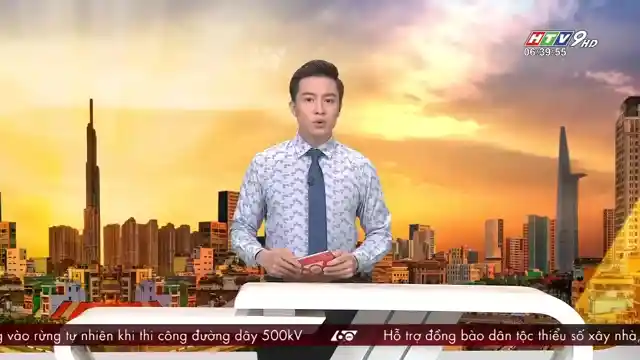 HTV9HD
06:39:55
g vào rừng tự nhiên khi thi công đường dây 500kV 60 Hỗ trợ đồng bào dân tộc thiểu số xây nhà